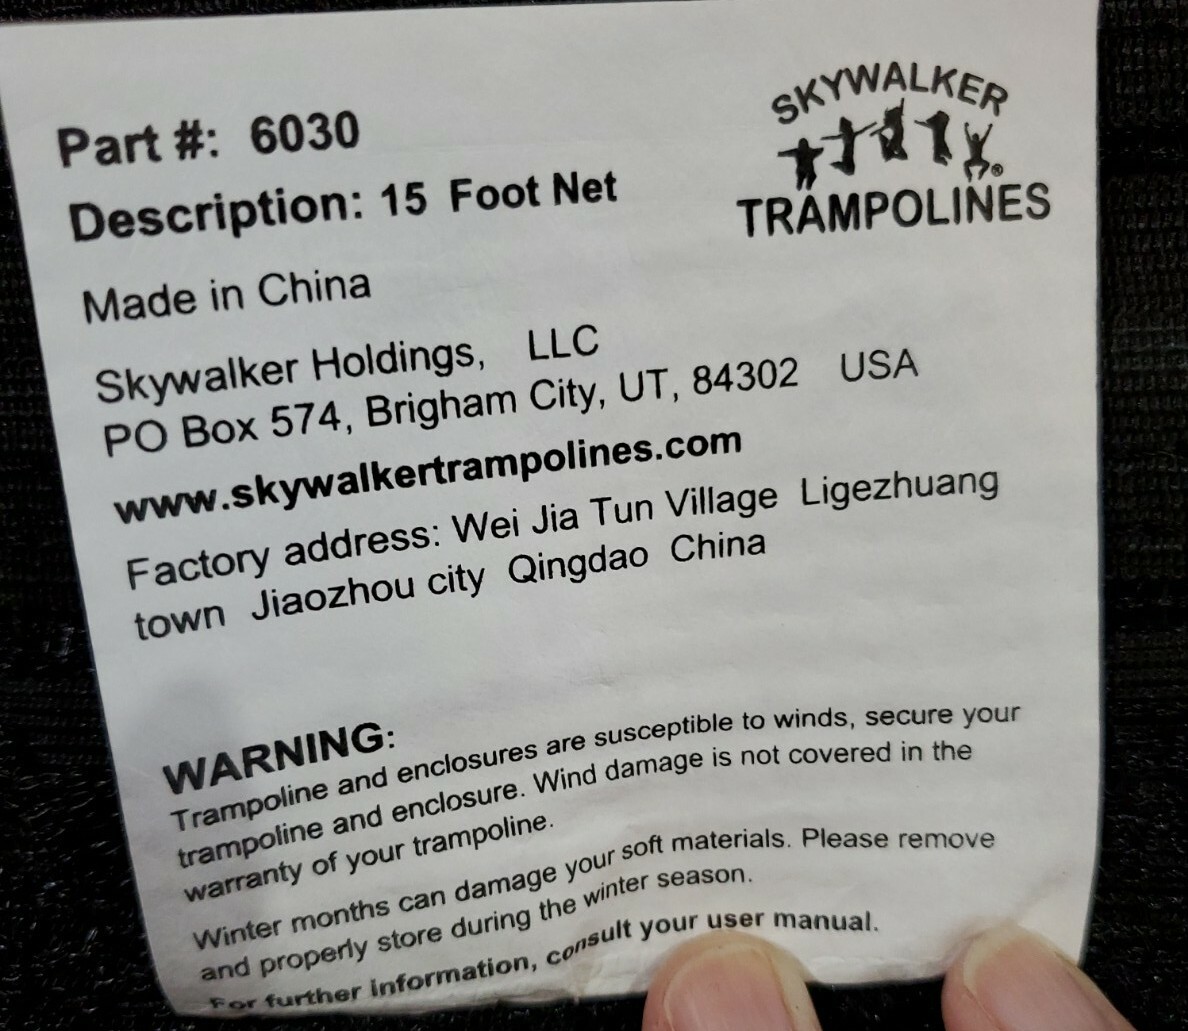 SKYWALKER
TRAMPOLINES
Part #: 6030
Description: 15 Foot Net
Made in China
Skywalker Holdings, LLC
PO Box 574, Brigham City, UT, 84302 USA
www.skywalkertrampolines.com
Factory address: Wei Jia Tun Village Ligezhuang
town Jiaozhou city Qingdao China
WARNING:
Trampoline and enclosures are susceptible to winds, secure your
trampoline and enclosure. Wind damage is not covered in the
warranty of your trampoline.
Winter months can damage your soft materials. Please remove
and properly store during the winter season.
For further information, consult your user manual.